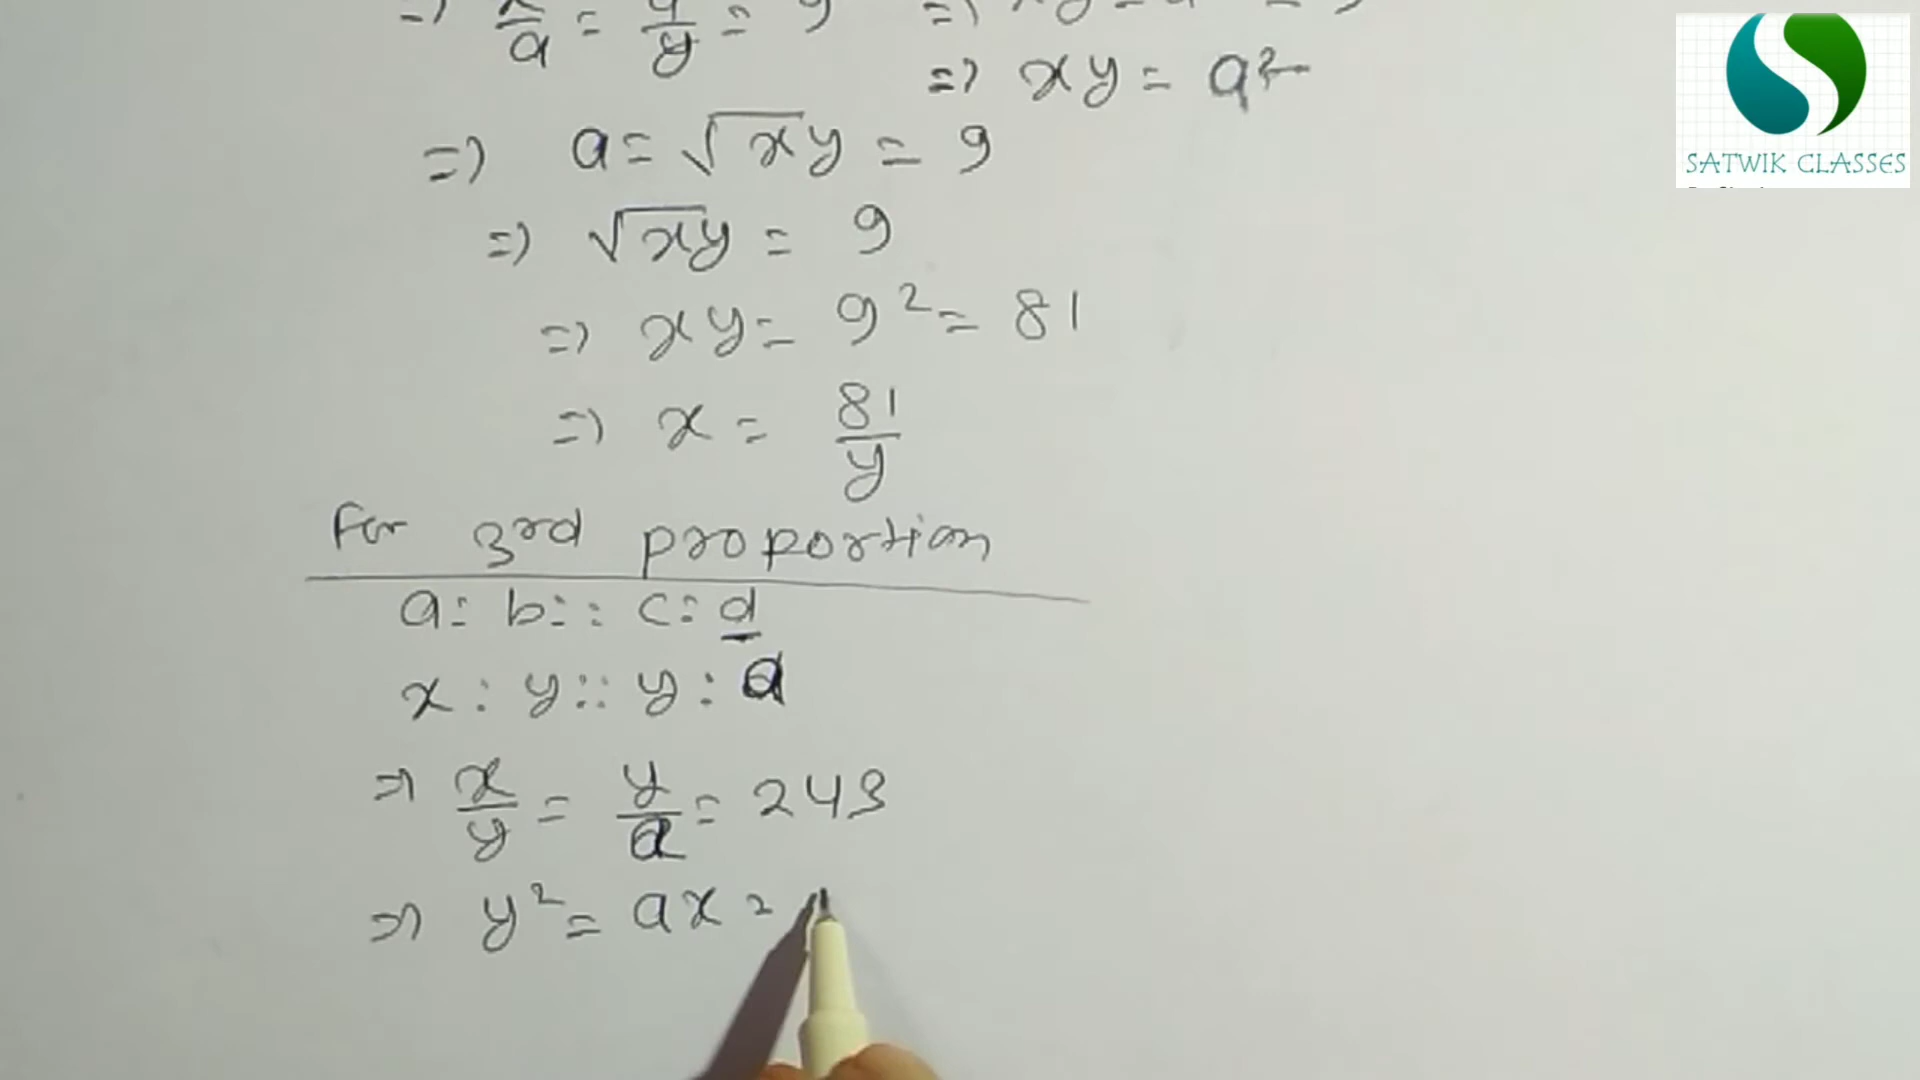 => x/a = y/y = 9
=> xy = a²
=> a = √xy = 9
=> √xy = 9
=> xy = 9² = 81
=> x = 81/y
For 3rd proportion
a : b :: c : d
x : y :: y : a
=> x/y = y/a = 243
=> y² = ax =
SATWIK CLASSES